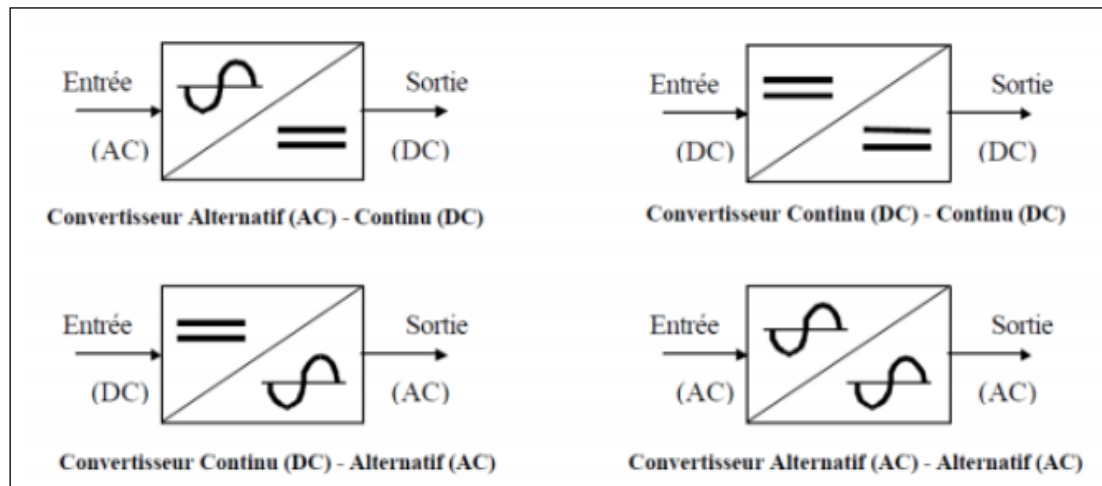 Entrée Sortie
(AC) (DC)
Convertisseur Alternatif (AC) - Continu (DC)
Entrée Sortie
(DC) (DC)
Convertisseur Continu (DC) - Continu (DC)
Entrée Sortie
(DC) (AC)
Convertisseur Continu (DC) - Alternatif (AC)
Entrée Sortie
(AC) (AC)
Convertisseur Alternatif (AC) - Alternatif (AC)